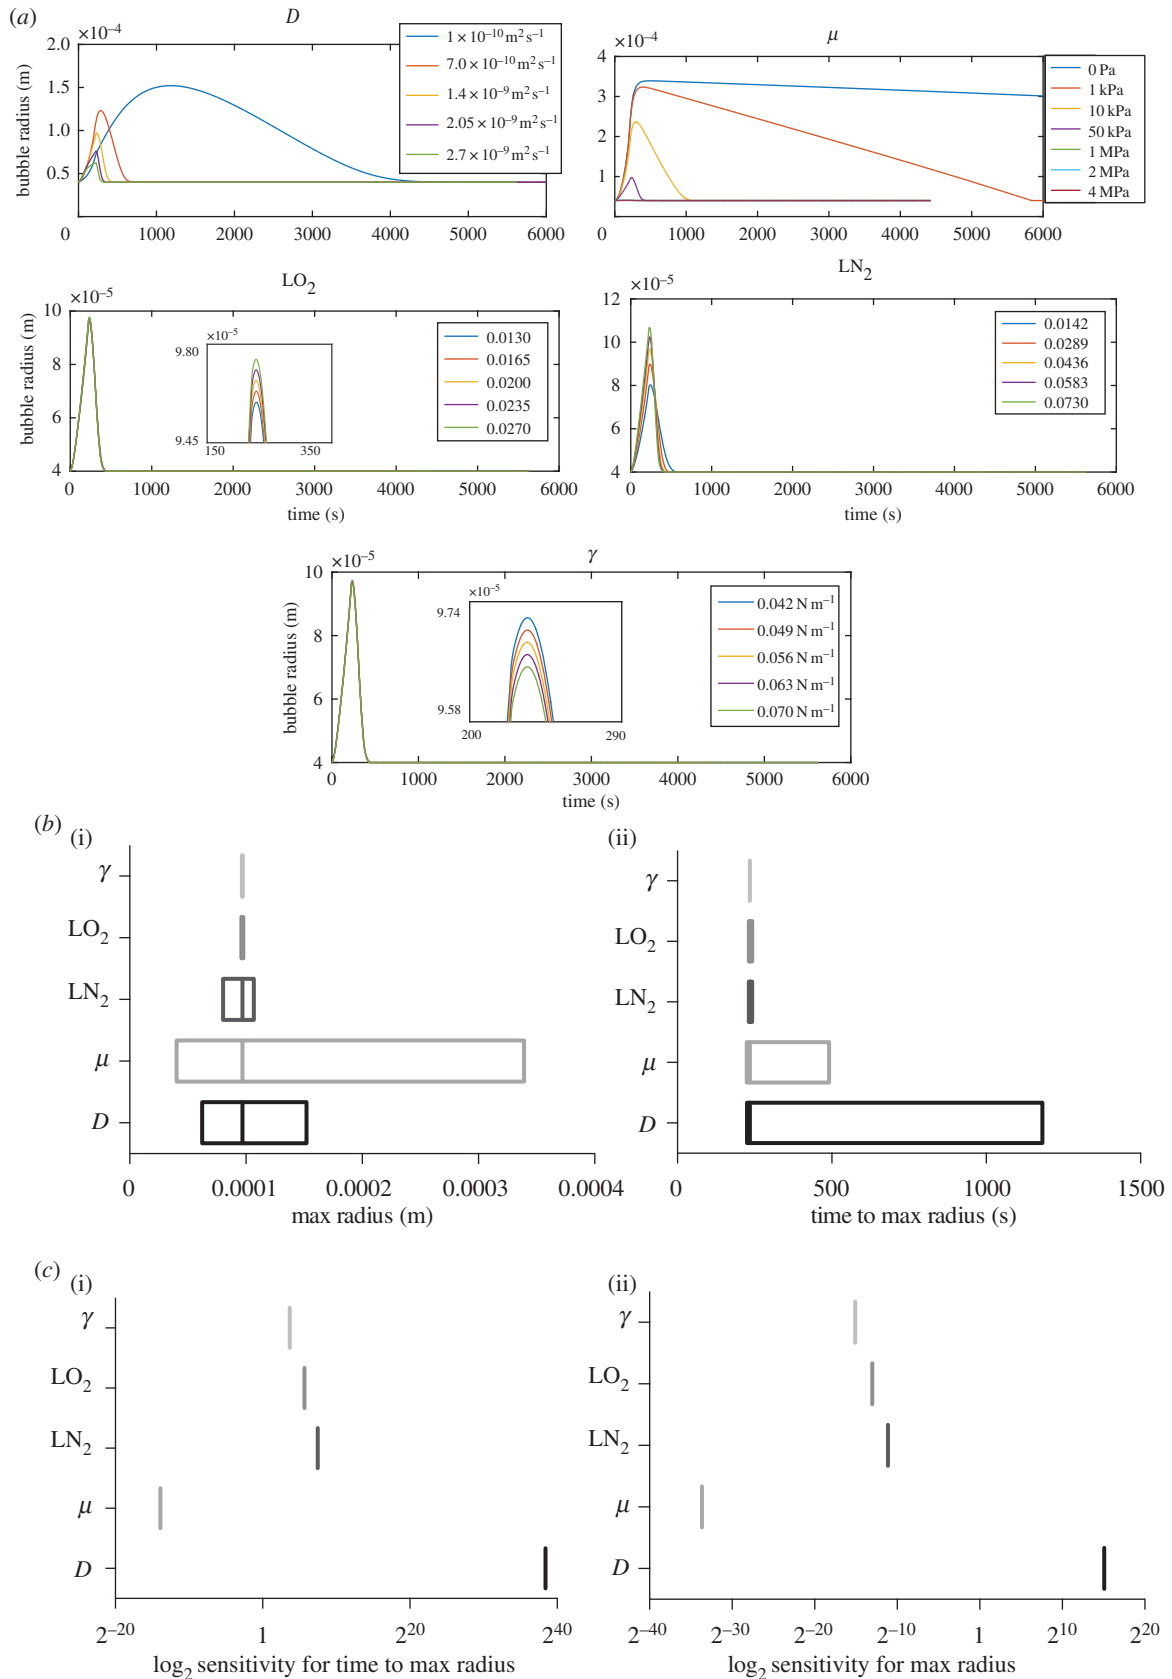 (a)
D
×10⁻⁴
2.0
1.5
1.0
0.5
bubble radius (m)
0 1000 2000 3000 4000 5000 6000
1 × 10⁻¹⁰ m² s⁻¹
7.0 × 10⁻¹⁰ m² s⁻¹
1.4 × 10⁻⁹ m² s⁻¹
2.05 × 10⁻⁹ m² s⁻¹
2.7 × 10⁻⁹ m² s⁻¹
μ
×10⁻⁴
4
3
2
1
0 1000 2000 3000 4000 5000 6000
0 Pa
1 kPa
10 kPa
50 kPa
1 MPa
2 MPa
4 MPa
LO₂
×10⁻⁵
10
8
6
4
bubble radius (m)
×10⁻⁵
9.80
9.45
150 350
0.0130
0.0165
0.0200
0.0235
0.0270
0 1000 2000 3000 4000 5000 6000
time (s)
LN₂
×10⁻⁵
12
10
8
6
4
0.0142
0.0289
0.0436
0.0583
0.0730
0 1000 2000 3000 4000 5000 6000
time (s)
γ
×10⁻⁵
10
8
6
4
bubble radius (m)
×10⁻⁵
9.74
9.58
200 290
0.042 N m⁻¹
0.049 N m⁻¹
0.056 N m⁻¹
0.063 N m⁻¹
0.070 N m⁻¹
0 1000 2000 3000 4000 5000 6000
time (s)
(b)
(i)
γ
LO₂
LN₂
μ
D
0 0.0001 0.0002 0.0003 0.0004
max radius (m)
(ii)
γ
LO₂
LN₂
μ
D
0 500 1000 1500
time to max radius (s)
(c)
(i)
γ
LO₂
LN₂
μ
D
2⁻²⁰ 1 2²⁰ 2⁴⁰
log₂ sensitivity for time to max radius
(ii)
γ
LO₂
LN₂
μ
D
2⁻⁴⁰ 2⁻³⁰ 2⁻²⁰ 2⁻¹⁰ 1 2¹⁰ 2²⁰
log₂ sensitivity for max radius